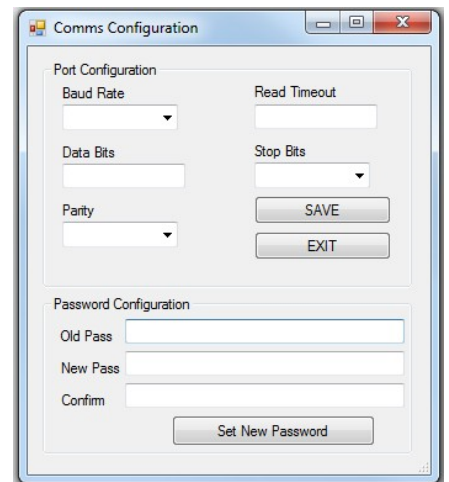 Comms Configuration
Port Configuration
Baud Rate
Read Timeout
Data Bits
Stop Bits
Parity
SAVE
EXIT
Password Configuration
Old Pass
New Pass
Confirm
Set New Password